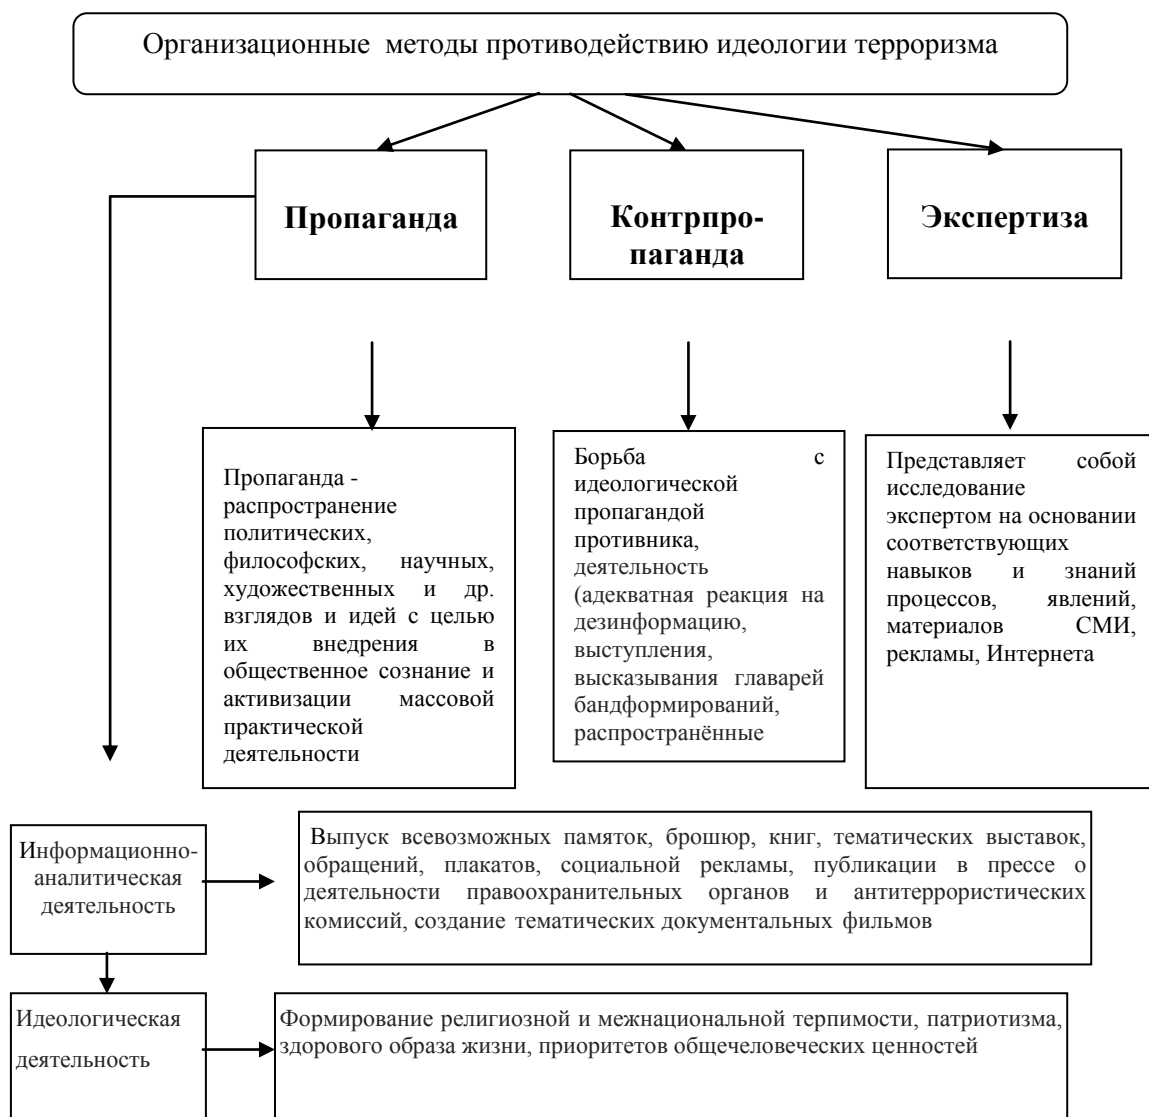 Организационные методы противодействию идеологии терроризма
Пропаганда
Контрпро-
паганда
Экспертиза
Пропаганда -
распространение
политических,
философских, научных,
художественных и др.
взглядов и идей с целью
их внедрения в
общественное сознание и
активизации массовой
практической
деятельности
Борьба с
идеологической
пропагандой
противника,
деятельность
(адекватная реакция на
дезинформацию,
выступления,
высказывания главарей
бандформирований,
распространённые
Представляет собой
исследование
экспертом на основании
соответствующих
навыков и знаний
процессов, явлений,
материалов СМИ,
рекламы, Интернета
Информационно-
аналитическая
деятельность
Выпуск всевозможных памяток, брошюр, книг, тематических выставок,
обращений, плакатов, социальной рекламы, публикации в прессе о
деятельности правоохранительных органов и антитеррористических
комиссий, создание тематических документальных фильмов
Идеологическая
деятельность
Формирование религиозной и межнациональной терпимости, патриотизма,
здорового образа жизни, приоритетов общечеловеческих ценностей